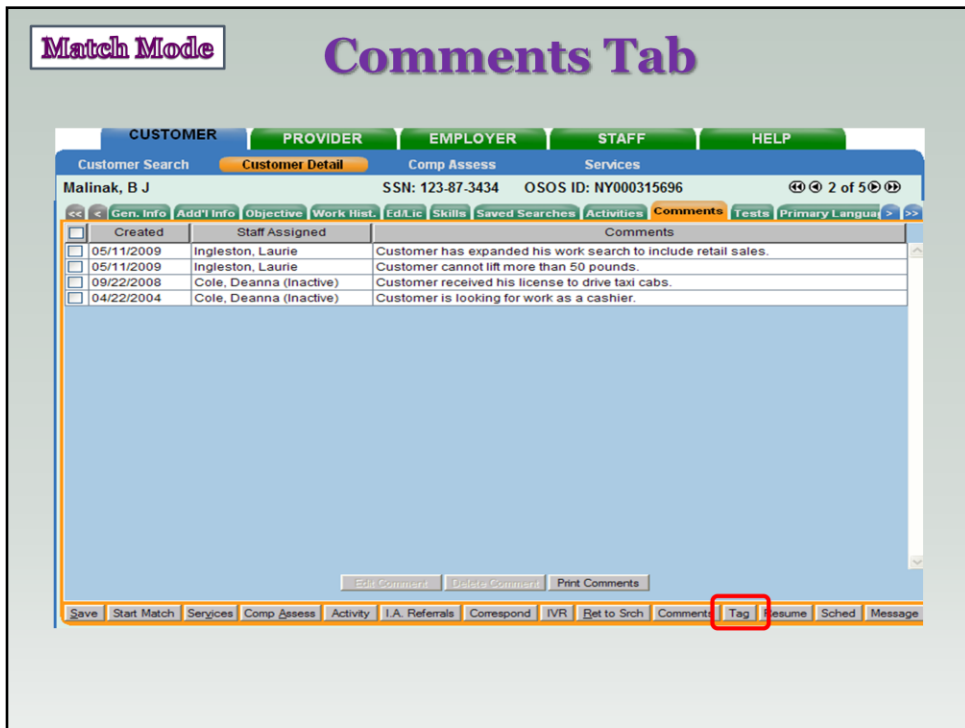 Match Mode
Comments Tab
CUSTOMER PROVIDER EMPLOYER STAFF HELP
Customer Search Customer Detail Comp Assess Services
Malinak, B J SSN: 123-87-3434 OSOS ID: NY000315696 2 of 5
<< < Gen. Info Add'l Info Objective Work Hist. Ed/Lic Skills Saved Searches Activities Comments Tests Primary Languag > >>
Created Staff Assigned Comments
05/11/2009 Ingleston, Laurie Customer has expanded his work search to include retail sales.
05/11/2009 Ingleston, Laurie Customer cannot lift more than 50 pounds.
09/22/2008 Cole, Deanna (Inactive) Customer received his license to drive taxi cabs.
04/22/2004 Cole, Deanna (Inactive) Customer is looking for work as a cashier.
Edit Comment Delete Comment Print Comments
Save Start Match Services Comp Assess Activity I.A. Referrals Correspond IVR Ret to Srch Comments Tag Resume Sched Message